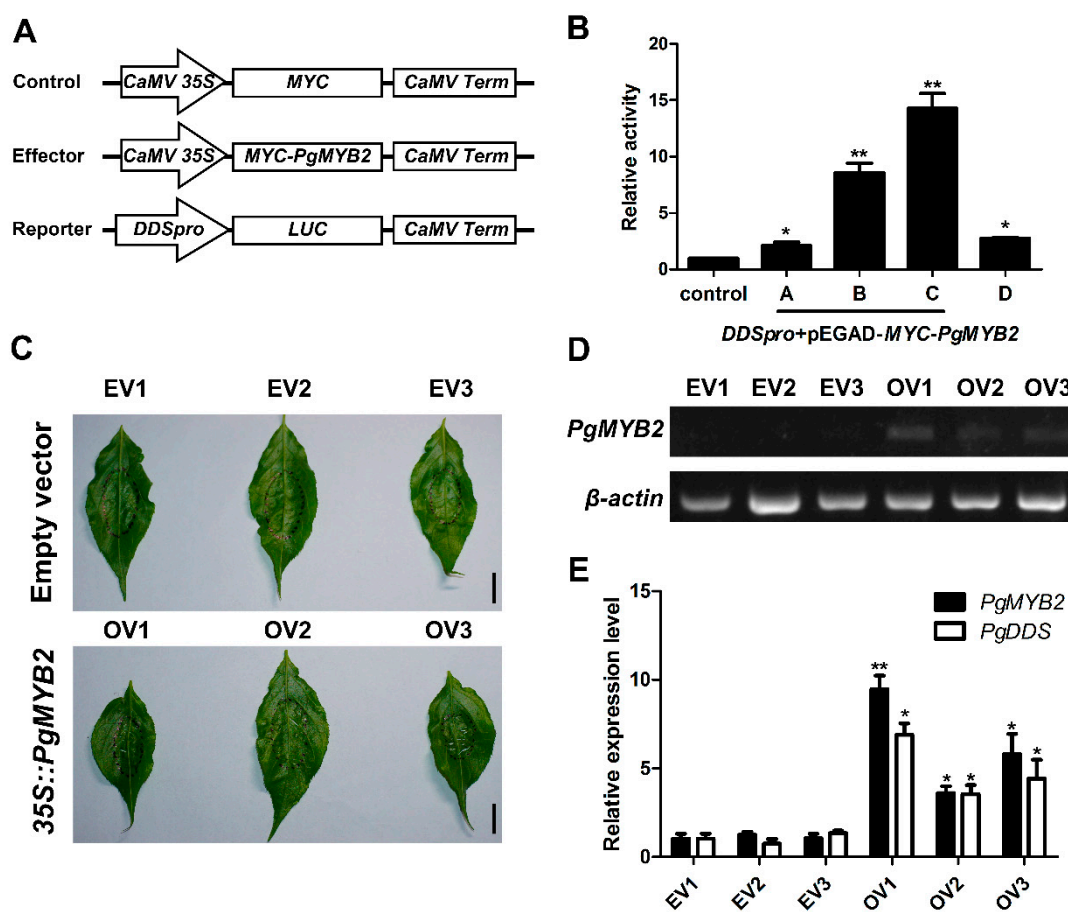 A
Control CaMV 35S MYC CaMV Term
Effector CaMV 35S MYC-PgMYB2 CaMV Term
Reporter DDSpro LUC CaMV Term
B
Relative activity
20
15
10
5
0
** 
**
*
*
control A B C D
DDSpro+pEGAD-MYC-PgMYB2
C
EV1 EV2 EV3
Empty vector
OV1 OV2 OV3
35S::PgMYB2
D
EV1 EV2 EV3 OV1 OV2 OV3
PgMYB2
β-actin
E
Relative expression level
15
10
5
0
PgMYB2
PgDDS
**
*
* *
* *
EV1 EV2 EV3 OV1 OV2 OV3